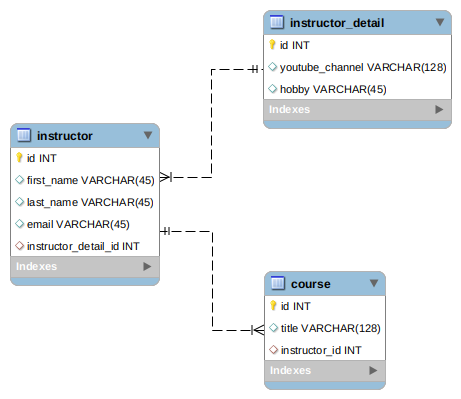 instructor_detail
id INT
youtube_channel VARCHAR(128)
hobby VARCHAR(45)
Indexes
instructor
id INT
first_name VARCHAR(45)
last_name VARCHAR(45)
email VARCHAR(45)
instructor_detail_id INT
Indexes
course
id INT
title VARCHAR(128)
instructor_id INT
Indexes